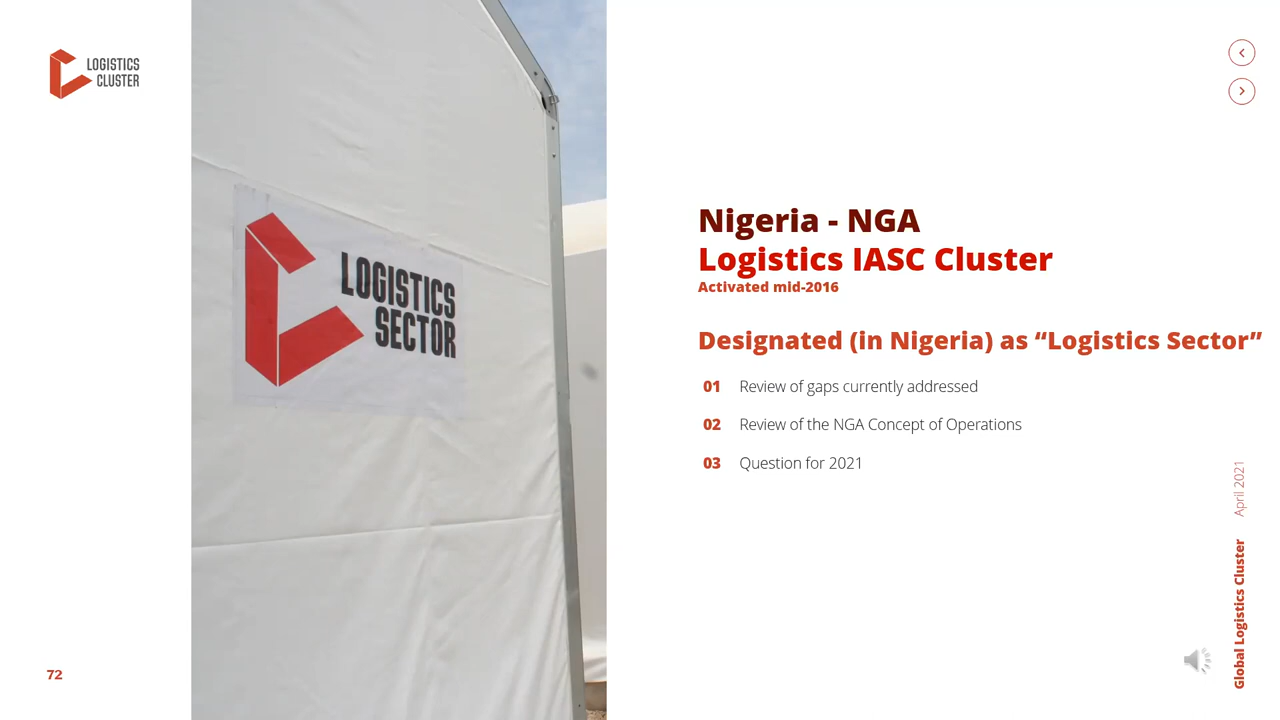 LOGISTICS
CLUSTER
LOGISTICS
SECTOR
Nigeria - NGA
Logistics IASC Cluster
Activated mid-2016
Designated (in Nigeria) as “Logistics Sector”
01 Review of gaps currently addressed
02 Review of the NGA Concept of Operations
03 Question for 2021
Global Logistics Cluster April 2021
72